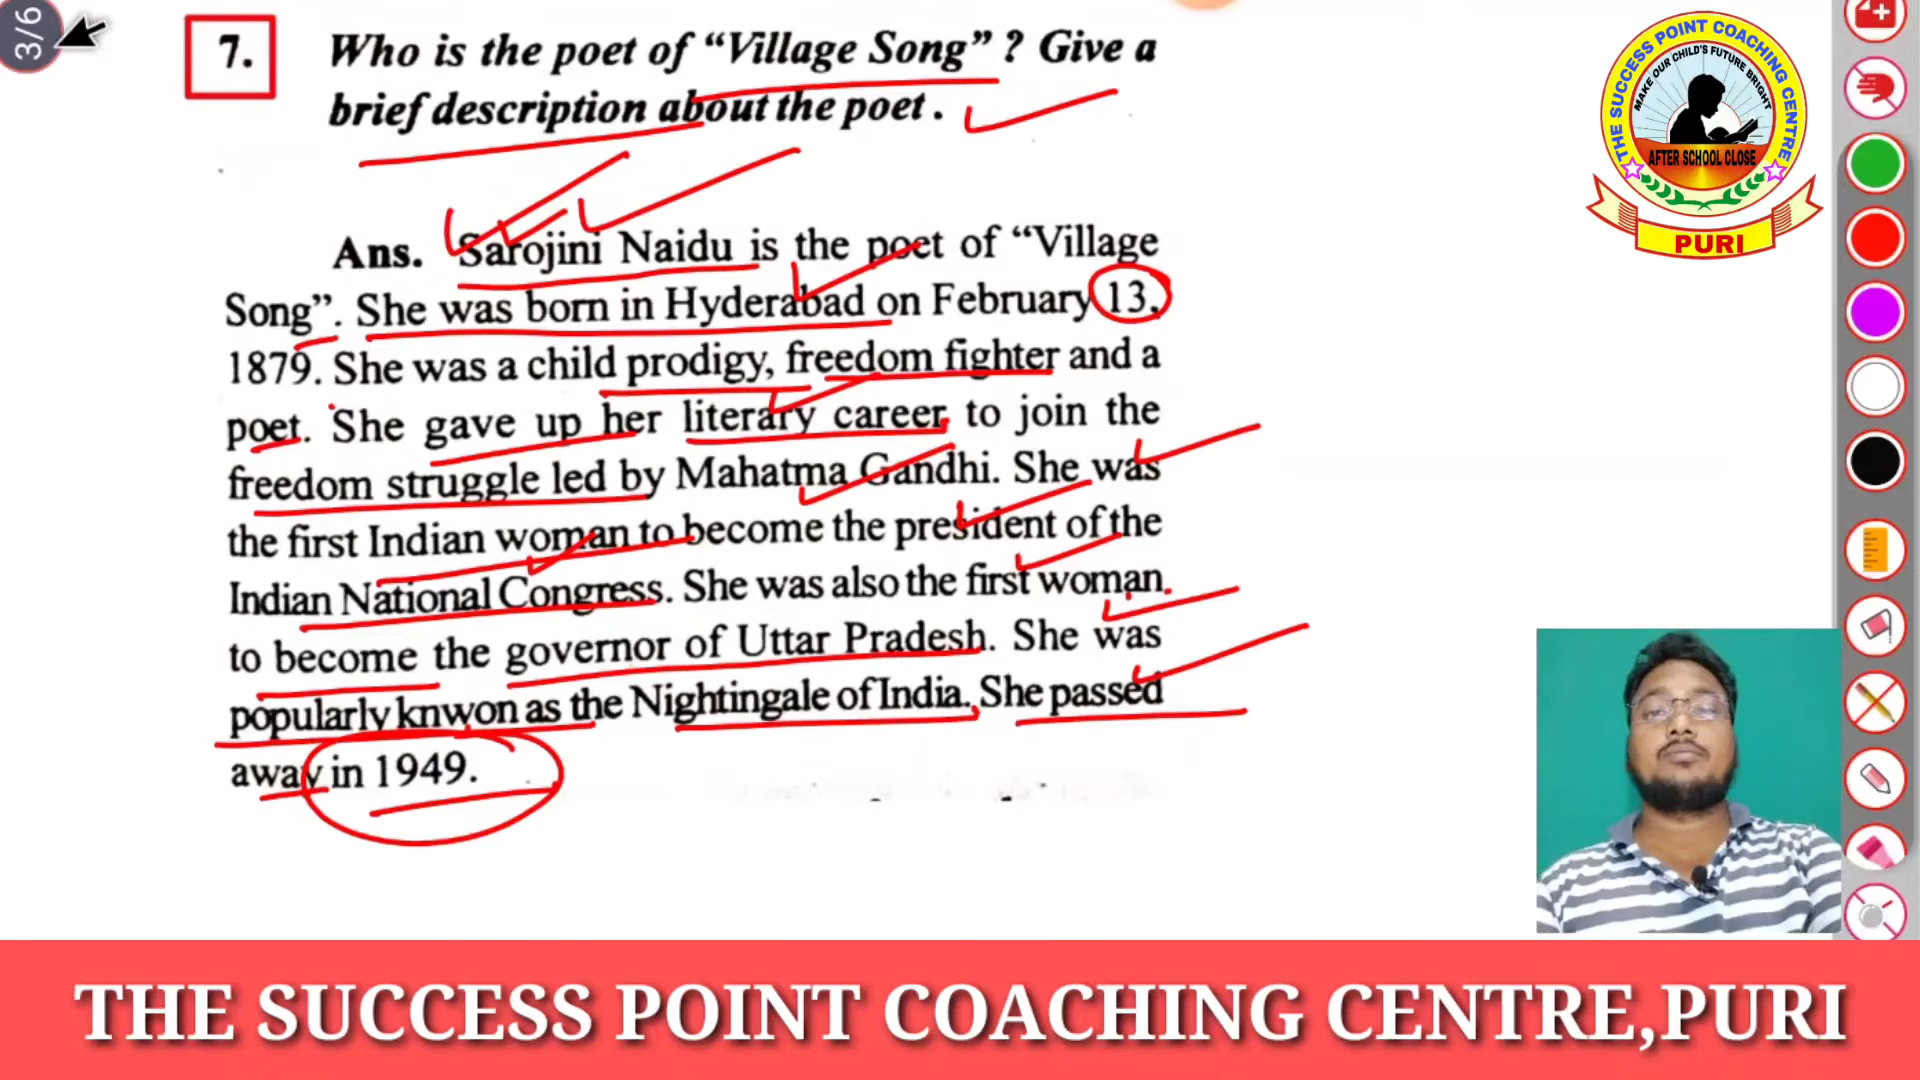 3/6
7. Who is the poet of “Village Song” ? Give a
brief description about the poet .
Ans. Sarojini Naidu is the poet of “Village
Song”. She was born in Hyderabad on February 13,
1879. She was a child prodigy, freedom fighter and a
poet. She gave up her literary career to join the
freedom struggle led by Mahatma Gandhi. She was
the first Indian woman to become the president of the
Indian National Congress. She was also the first woman
to become the governor of Uttar Pradesh. She was
popularly knwon as the Nightingale of India. She passed
away in 1949.
THE SUCCESS POINT COACHING CENTRE
MAKE OUR CHILD'S FUTURE BRIGHT
AFTER SCHOOL CLOSE
PURI
THE SUCCESS POINT COACHING CENTRE,PURI